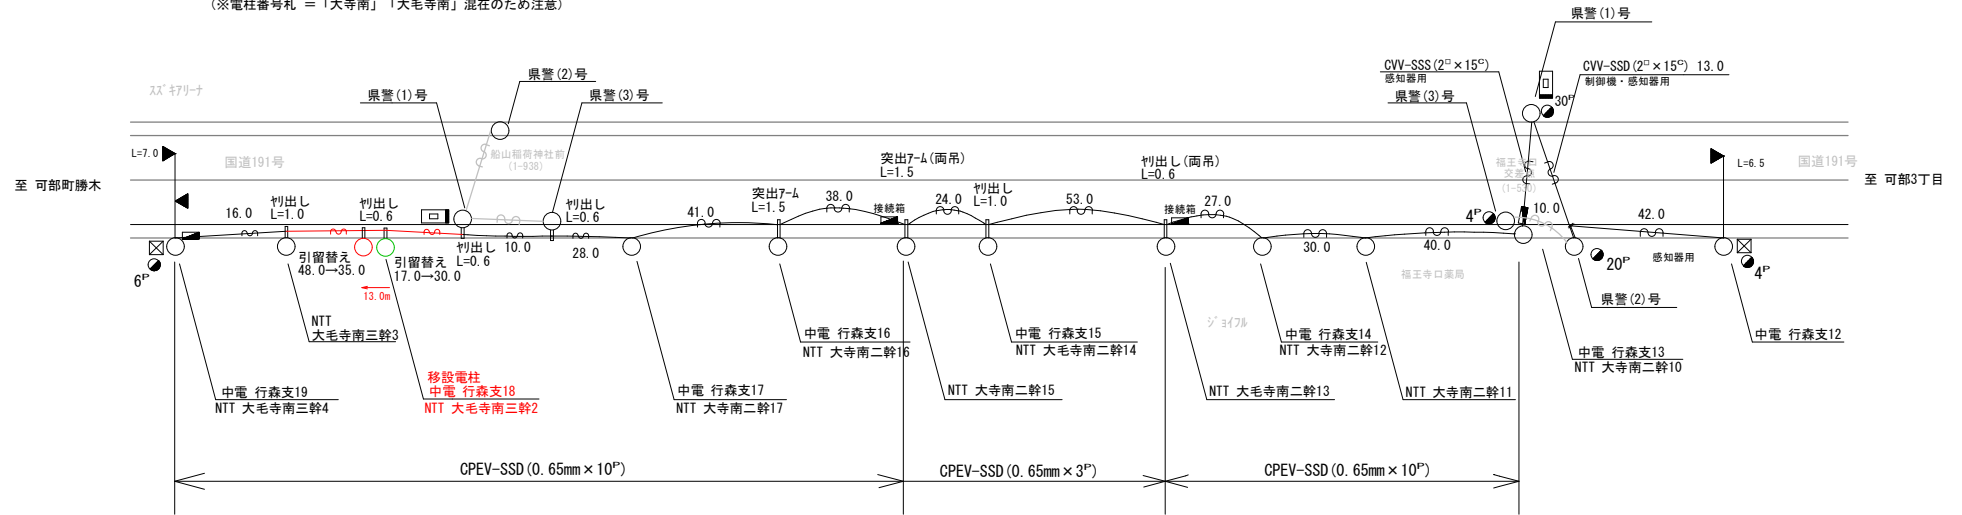 (※電柱番号札 ＝「大寺南」「大毛寺南」混在のため注意)
県警(1)号
県警(2)号
CVV-SSS(2□×15C)
感知器用
CVV-SSD(2□×15C) 13.0
制御機・感知器用
スズキアリーナ
県警(1)号
県警(3)号
県警(3)号
30P
L=7.0
国道191号
船山稲荷神社前
(1-938)
突出アーム(両吊)
L=1.5
ヤリ出し(両吊)
L=0.6
福王寺口
交差点
(1-530)
L=6.5
国道191号
至 可部町勝木
至 可部3丁目
16.0
ヤリ出し
L=1.0
ヤリ出し
L=0.6
ヤリ出し
L=0.6
41.0
突出アーム
L=1.5
38.0
接続箱
24.0
ヤリ出し
L=1.0
53.0
接続箱
27.0
4P
10.0
42.0
6P
引留替え
48.0→35.0
引留替え
17.0→30.0
ヤリ出し
L=0.6
10.0
28.0
30.0
40.0
20P
感知器用
4P
13.0m
福王寺口薬局
県警(2)号
NTT
大毛寺南三幹3
ジョイフル
中電 行森支16
NTT 大寺南二幹16
中電 行森支15
NTT 大毛寺南二幹14
中電 行森支14
NTT 大寺南二幹12
中電 行森支13
NTT 大寺南二幹10
中電 行森支12
中電 行森支19
NTT 大毛寺南三幹4
移設電柱
中電 行森支18
NTT 大毛寺南三幹2
中電 行森支17
NTT 大寺南二幹17
NTT 大寺南二幹15
NTT 大毛寺南二幹13
NTT 大寺南二幹11
CPEV-SSD(0.65mm×10P)
CPEV-SSD(0.65mm×3P)
CPEV-SSD(0.65mm×10P)